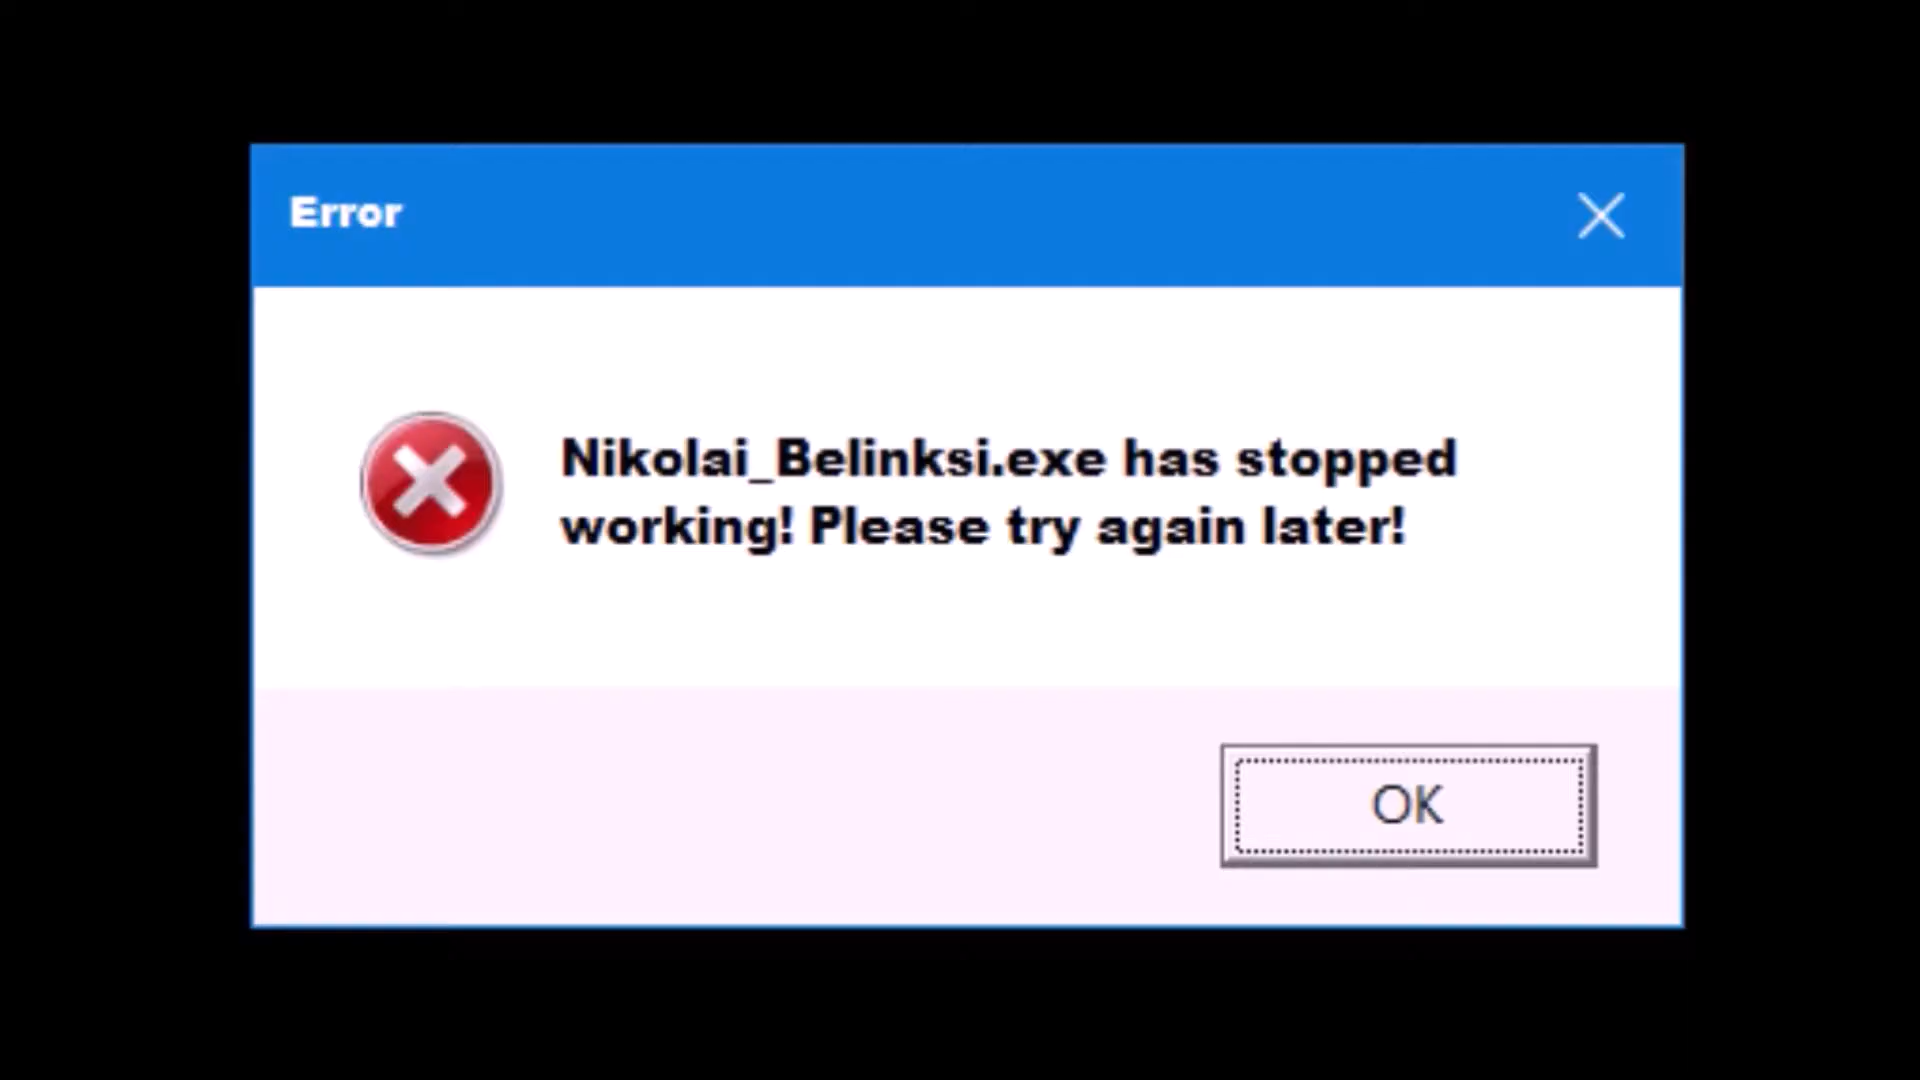 Error
Nikolai_Belinksi.exe has stopped
working! Please try again later!
OK